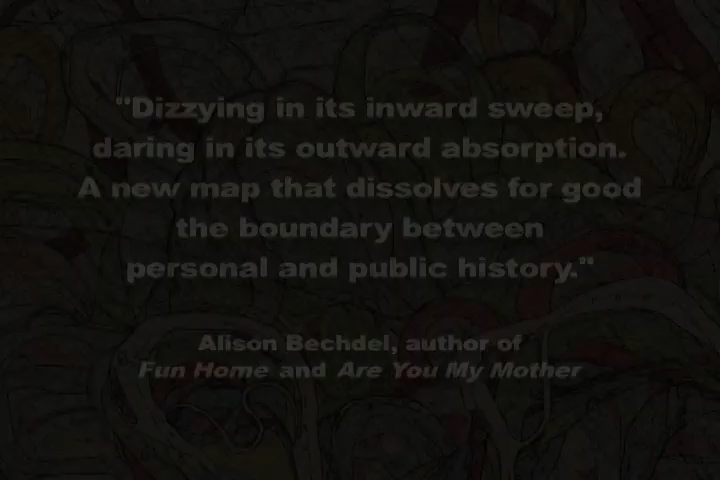 "Dizzying in its inward sweep,
daring in its outward absorption.
A new map that dissolves for good
the boundary between
personal and public history."
Alison Bechdel, author of
Fun Home and Are You My Mother